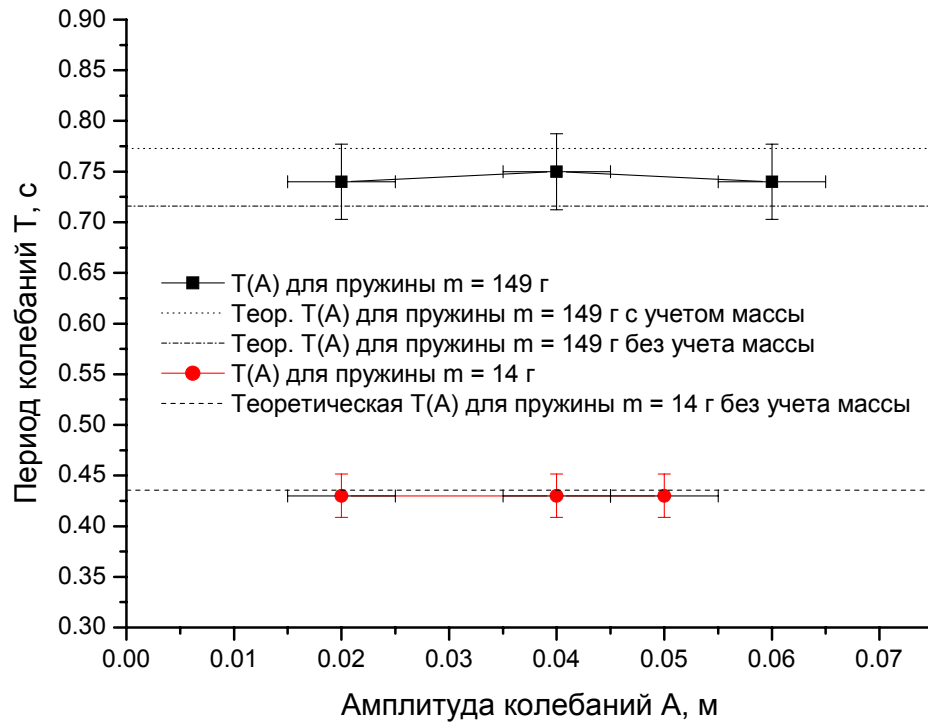 0.90
0.85
0.80
0.75
0.70
0.65
0.60
0.55
0.50
0.45
0.40
0.35
0.30
Период колебаний T, с
T(A) для пружины m = 149 г
Теор. T(A) для пружины m = 149 г с учетом массы
Теор. T(A) для пружины m = 149 г без учета массы
T(A) для пружины m = 14 г
Теоретическая T(A) для пружины m = 14 г без учета массы
0.00 0.01 0.02 0.03 0.04 0.05 0.06 0.07
Амплитуда колебаний A, м